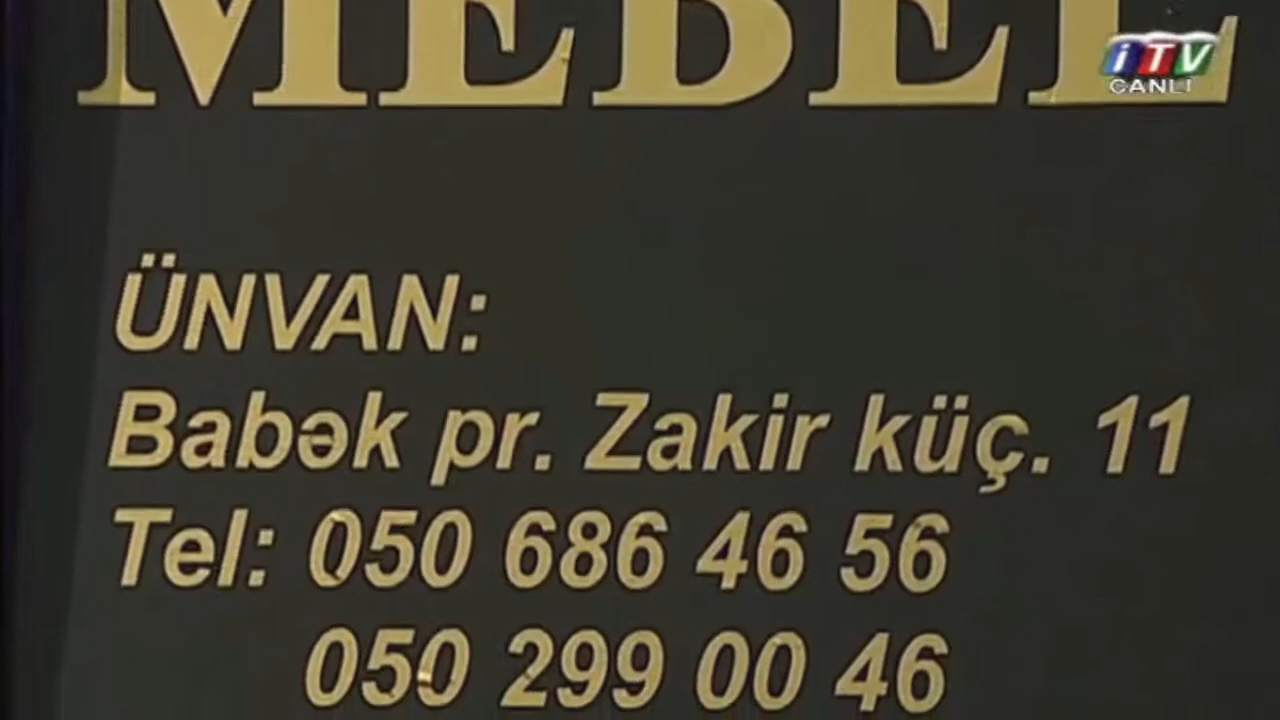 MEBEL
iTV
CANLI
ÜNVAN:
Babək pr. Zakir küç. 11
Tel: 050 686 46 56
050 299 00 46